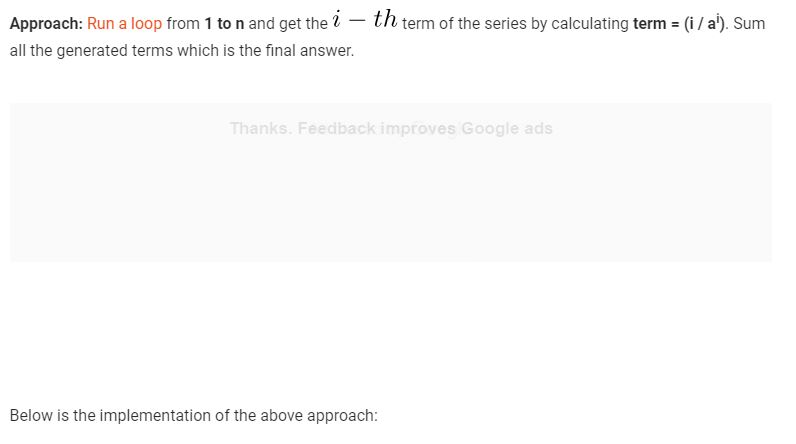 Approach: Run a loop from 1 to n and get the i − th term of the series by calculating term = (i / aⁱ). Sum
all the generated terms which is the final answer.
Thanks. Feedback improves Google ads
Below is the implementation of the above approach: